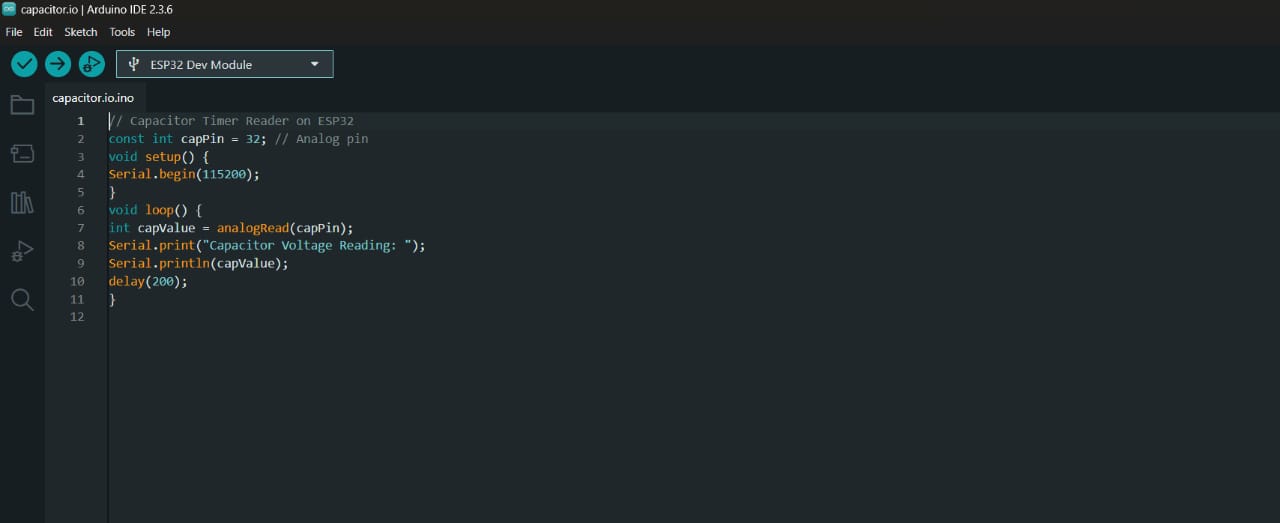 capacitor.io | Arduino IDE 2.3.6
File Edit Sketch Tools Help
ESP32 Dev Module
capacitor.io.ino
1 // Capacitor Timer Reader on ESP32
2 const int capPin = 32; // Analog pin
3 void setup() {
4 Serial.begin(115200);
5 }
6 void loop() {
7 int capValue = analogRead(capPin);
8 Serial.print("Capacitor Voltage Reading: ");
9 Serial.println(capValue);
10 delay(200);
11 }
12